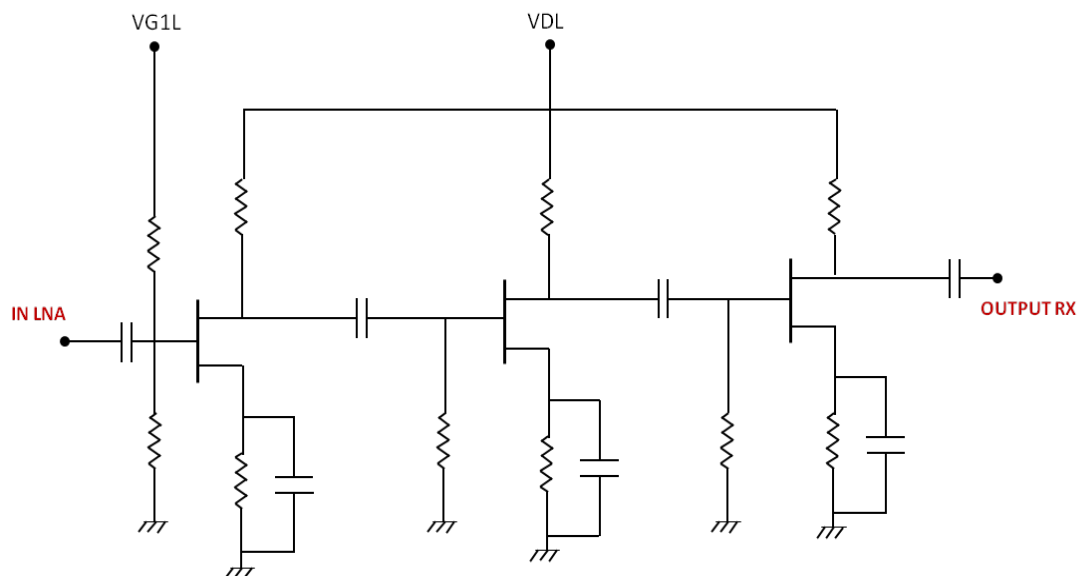 VG1L
VDL
IN LNA
OUTPUT RX